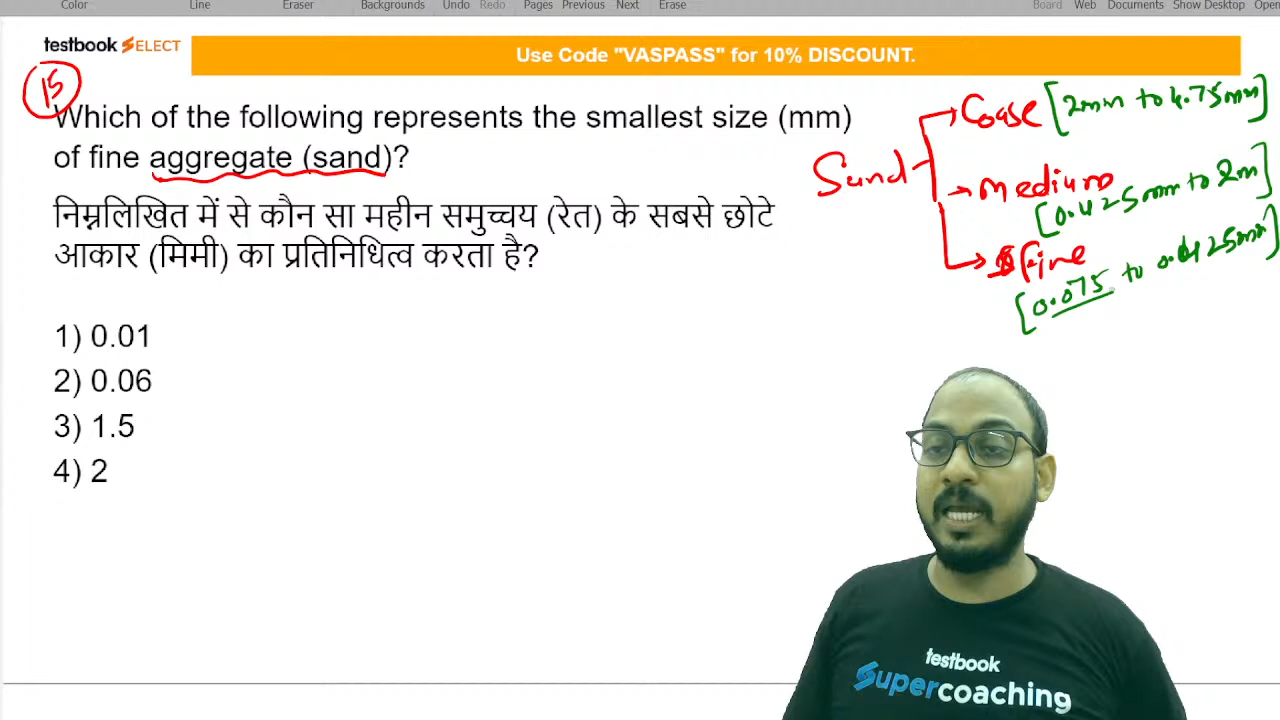 Color Line Eraser Backgrounds Undo Redo Pages Previous Next Erase Board Web Documents Show Desktop Open
testbook SELECT
Use Code "VASPASS" for 10% DISCOUNT.
15
Which of the following represents the smallest size (mm)
of fine aggregate (sand)?
निम्नलिखित में से कौन सा महीन समुच्चय (रेत) के सबसे छोटे
आकार (मिमी) का प्रतिनिधित्व करता है?
1) 0.01
2) 0.06
3) 1.5
4) 2
Sand
Coase [2mm to 4.75mm]
medium
[0.425mm to 2m]
fine
[0.075 to 0.425mm]
testbook
Supercoaching